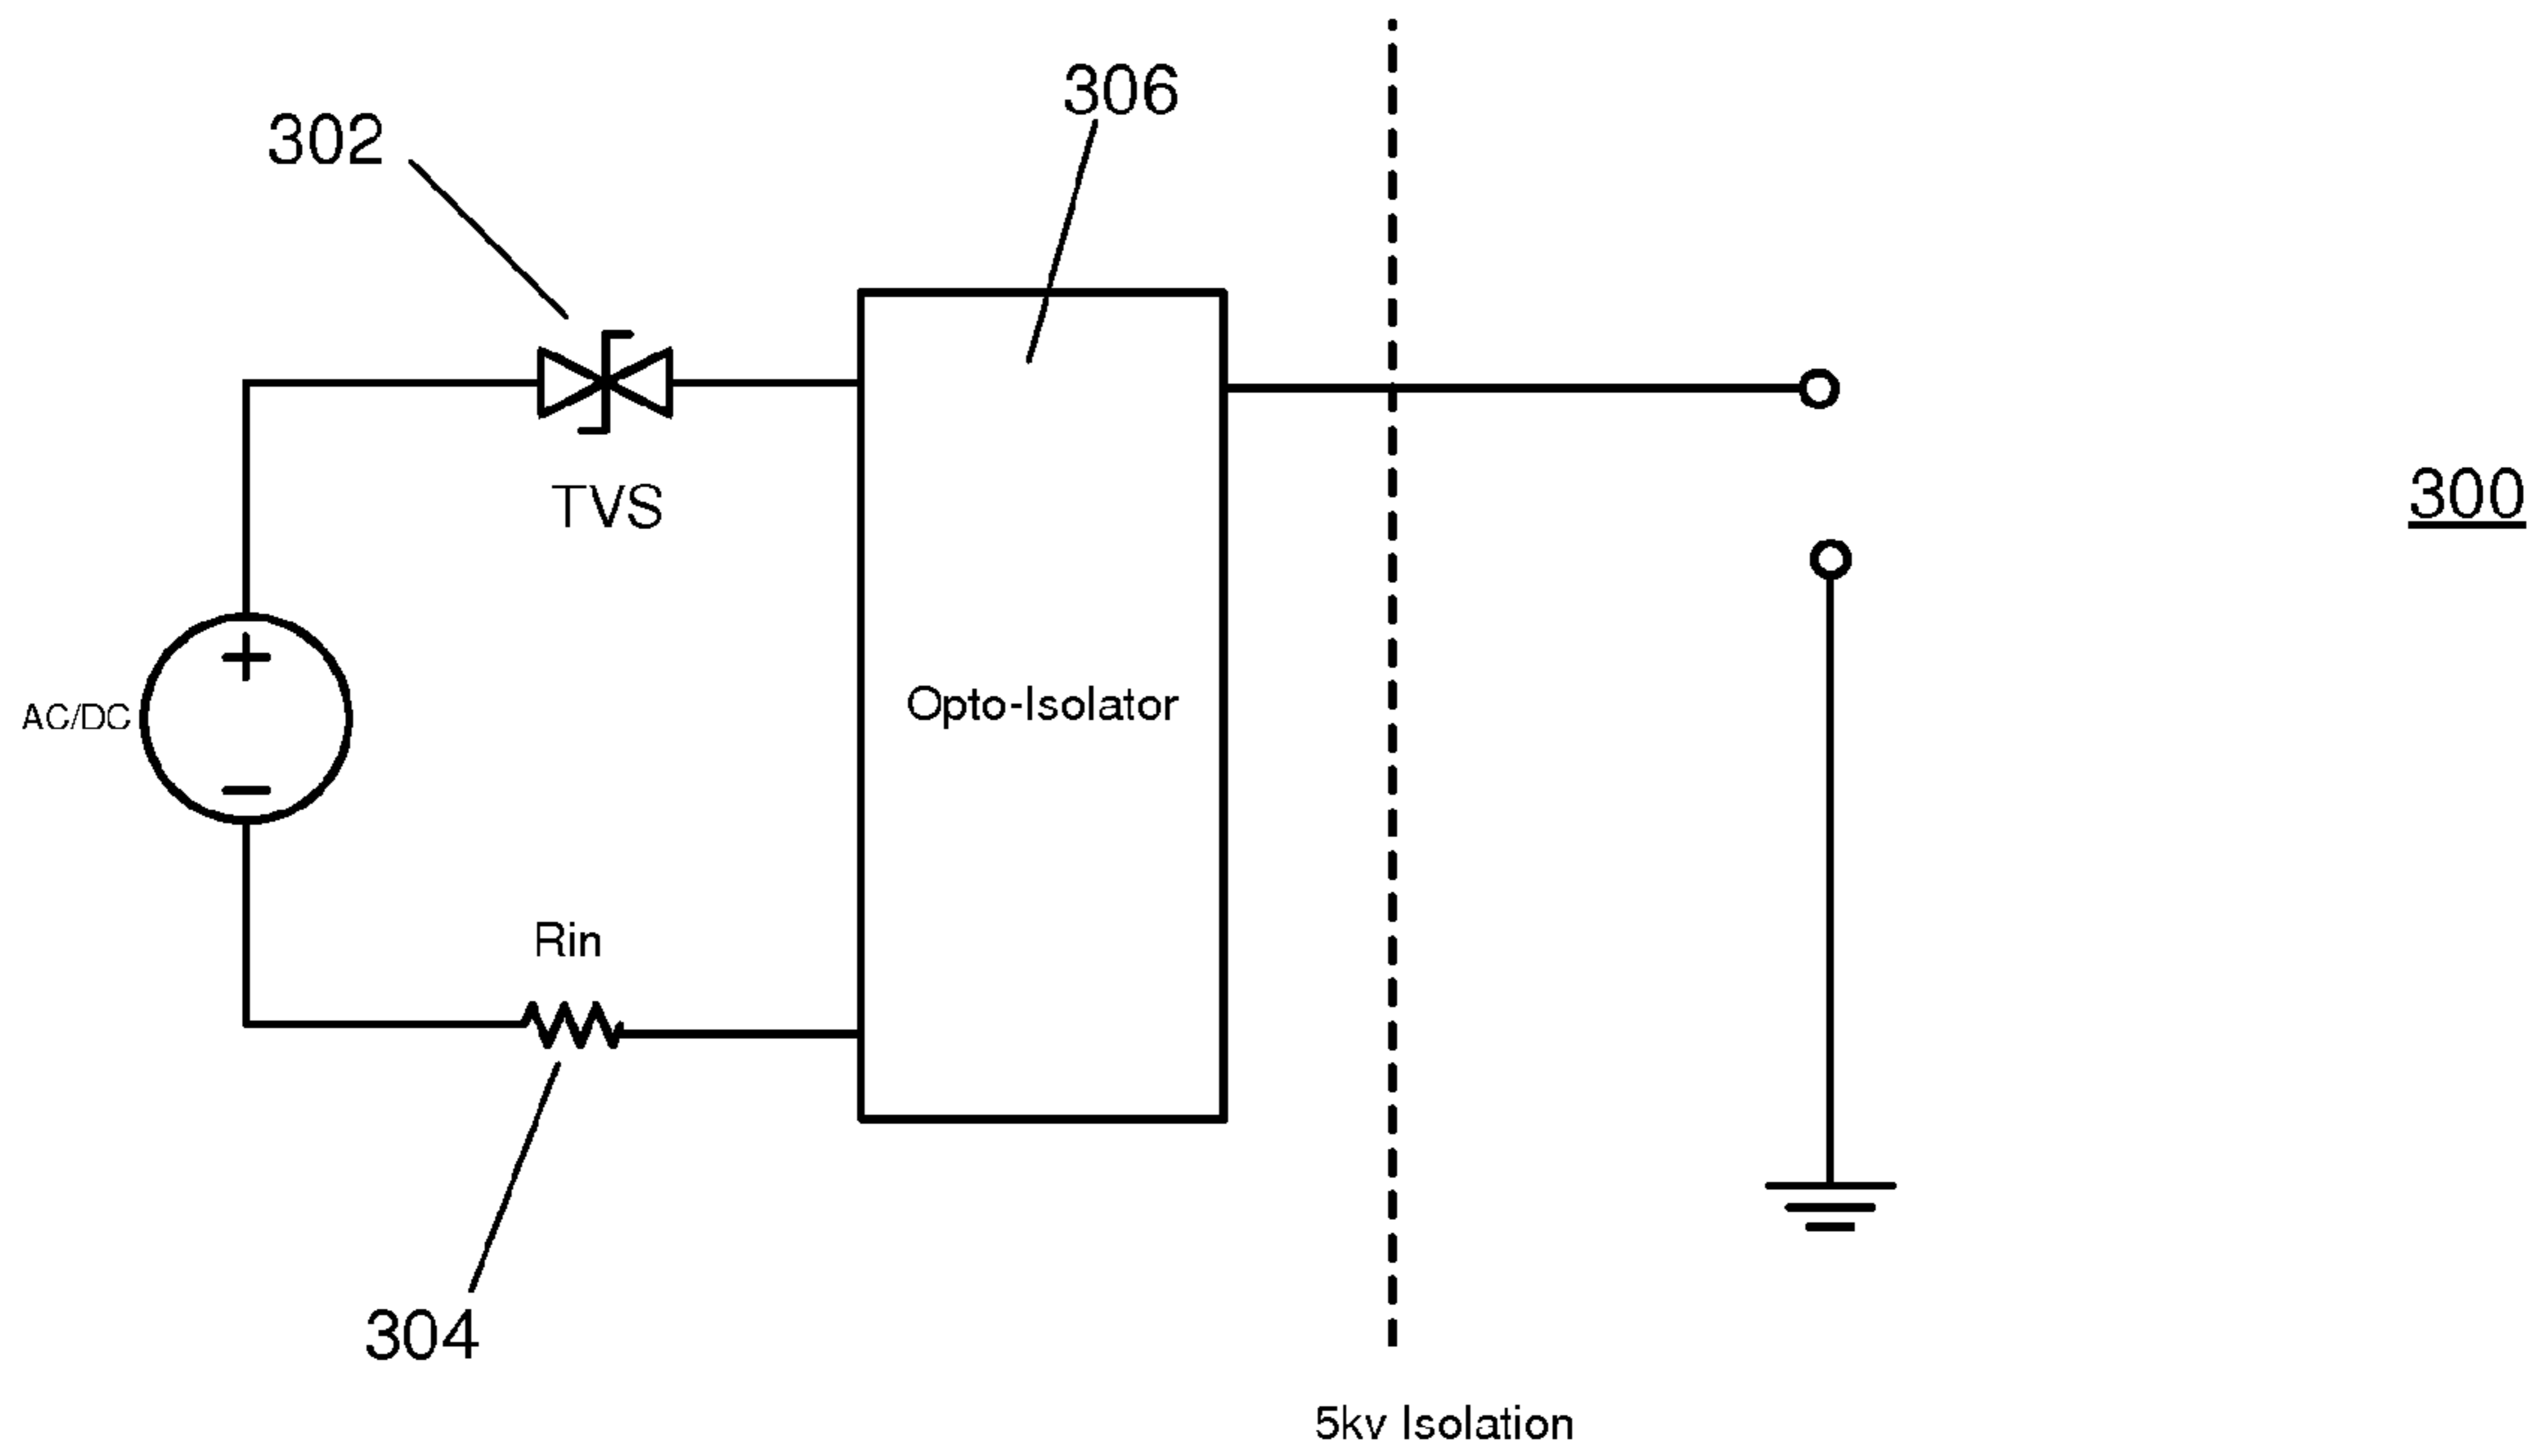 306
302
300
TVS
+
AC/DC
Opto-Isolator
−
Rin
304
5kv Isolation